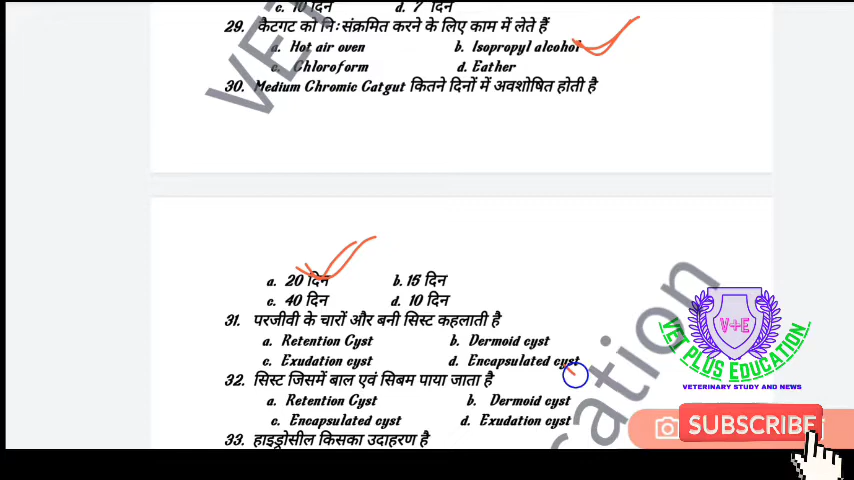 c. 10 दिन d. 7 दिन
29. कैटगट को निःसंक्रमित करने के लिए काम में लेते हैं
a. Hot air oven b. Isopropyl alcohol
c. Chloroform d. Eather
30. Medium Chromic Catgut कितने दिनों में अवशोषित होती है
a. 20 दिन b. 15 दिन
c. 40 दिन d. 10 दिन
31. परजीवी के चारों और बनी सिस्ट कहलाती है
a. Retention Cyst b. Dermoid cyst
c. Exudation cyst d. Encapsulated cyst
32. सिस्ट जिसमें बाल एवं सिबम पाया जाता है
a. Retention Cyst b. Dermoid cyst
c. Encapsulated cyst d. Exudation cyst
33. हाइड्रोसील किसका उदाहरण है
V+E
VET PLUS EDUCATION
VETERINARY STUDY AND NEWS
SUBSCRIBE